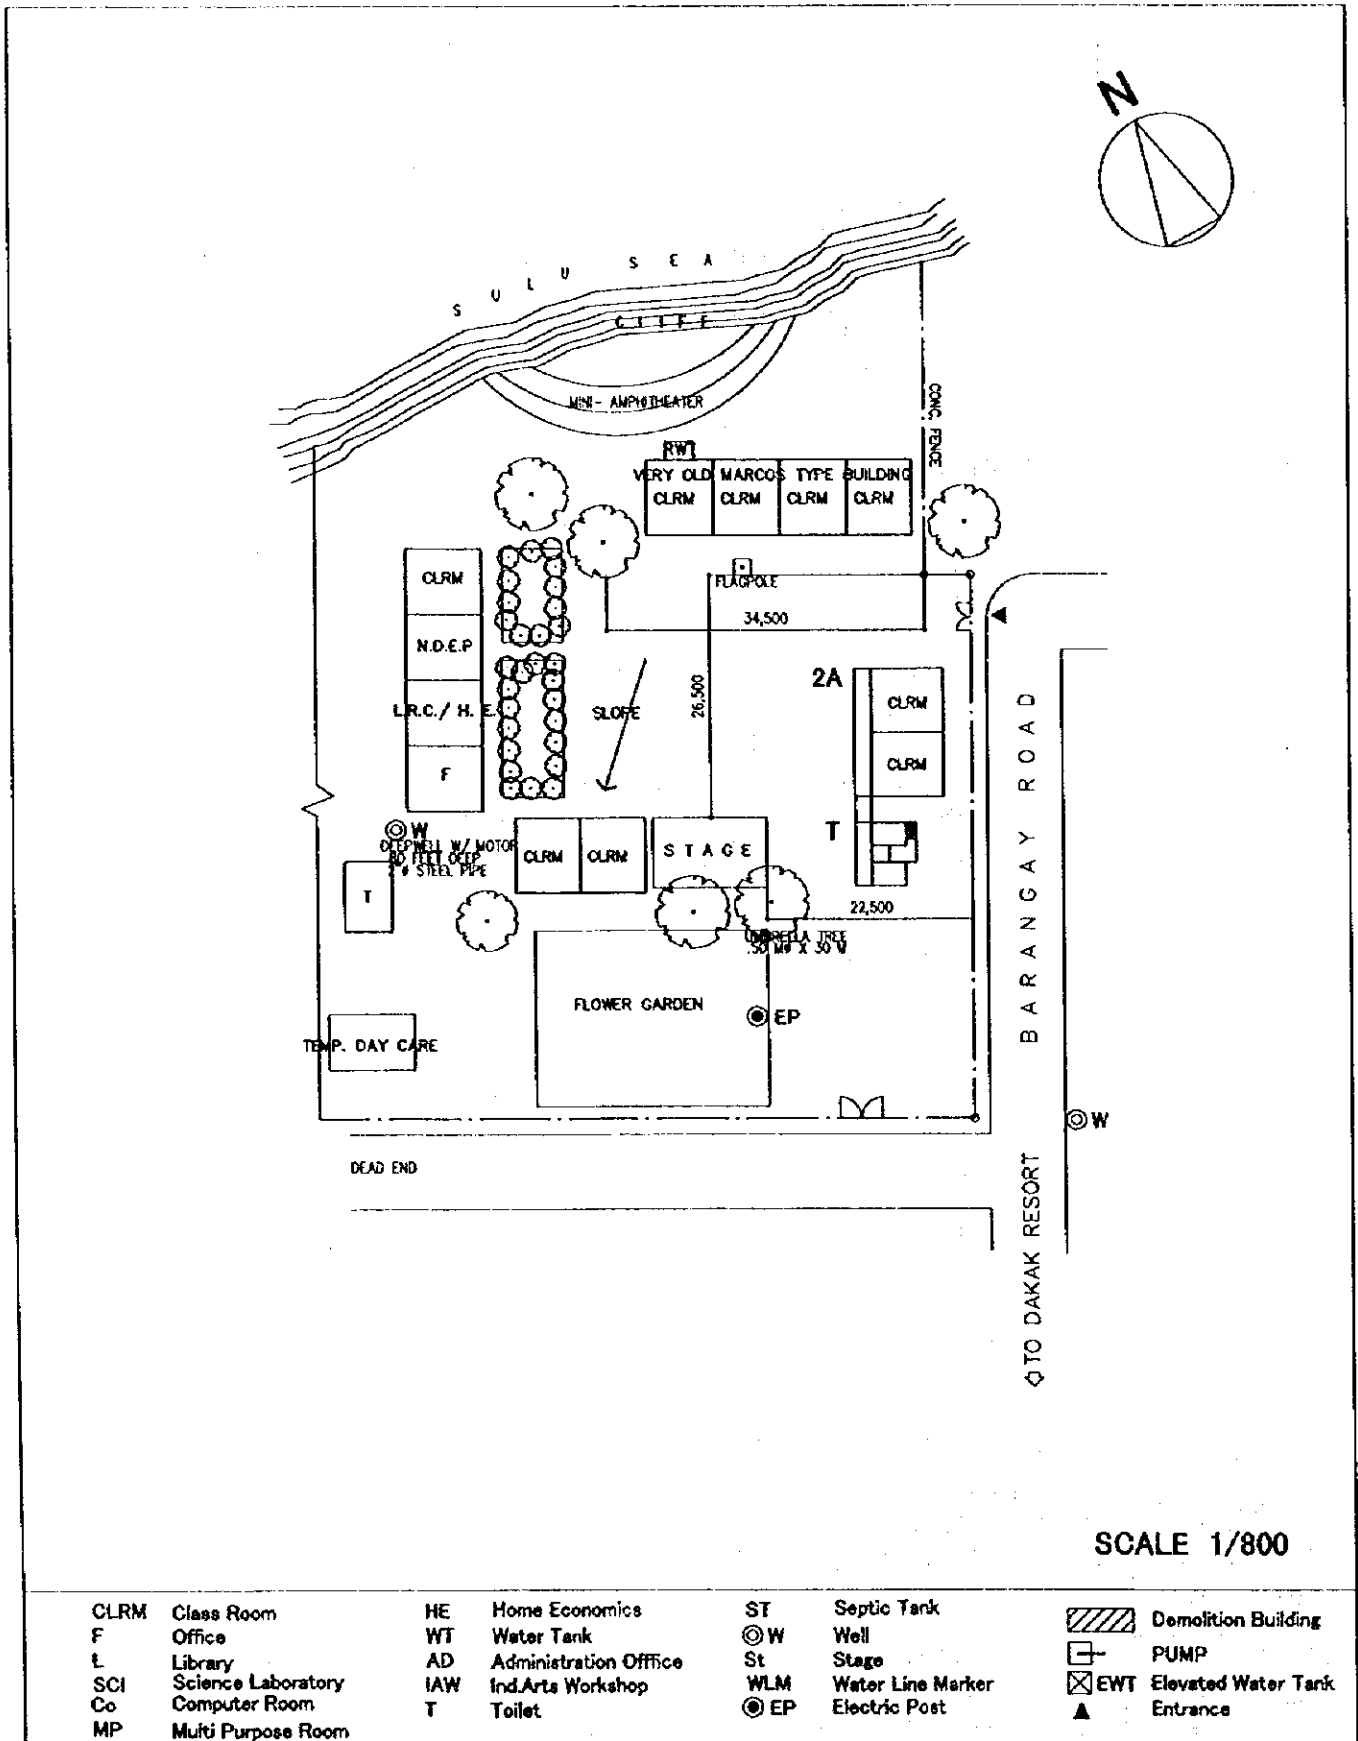 N
SULU SEA
CLIFF
MINI- AMPHITHEATER
CONC. FENCE
RWT
VERY OLD MARCOS TYPE BUILDING
CLRM CLRM CLRM CLRM
FLAGPOLE
34,500
CLRM
N.D.E.P
L.R.C./ H. E.
F
SLOPE
26,500
2A
CLRM
CLRM
BARANGAY ROAD
W
DEEPWELL W/ MOTOR
80 FEET DEEP
STEEL PIPE
T
CLRM CLRM
STAGE
T
22,500
UMBRELLA TREE
FLOWER GARDEN
EP
TEMP. DAY CARE
W
DEAD END
TO DAKAK RESORT
SCALE 1/800
CLRM Class Room
F Office
L Library
SCI Science Laboratory
Co Computer Room
MP Multi Purpose Room
HE Home Economics
WT Water Tank
AD Administration Offfice
IAW Ind.Arts Workshop
T Toilet
ST Septic Tank
W Well
St Stage
WLM Water Line Marker
EP Electric Post
Demolition Building
PUMP
EWT Elevated Water Tank
Entrance